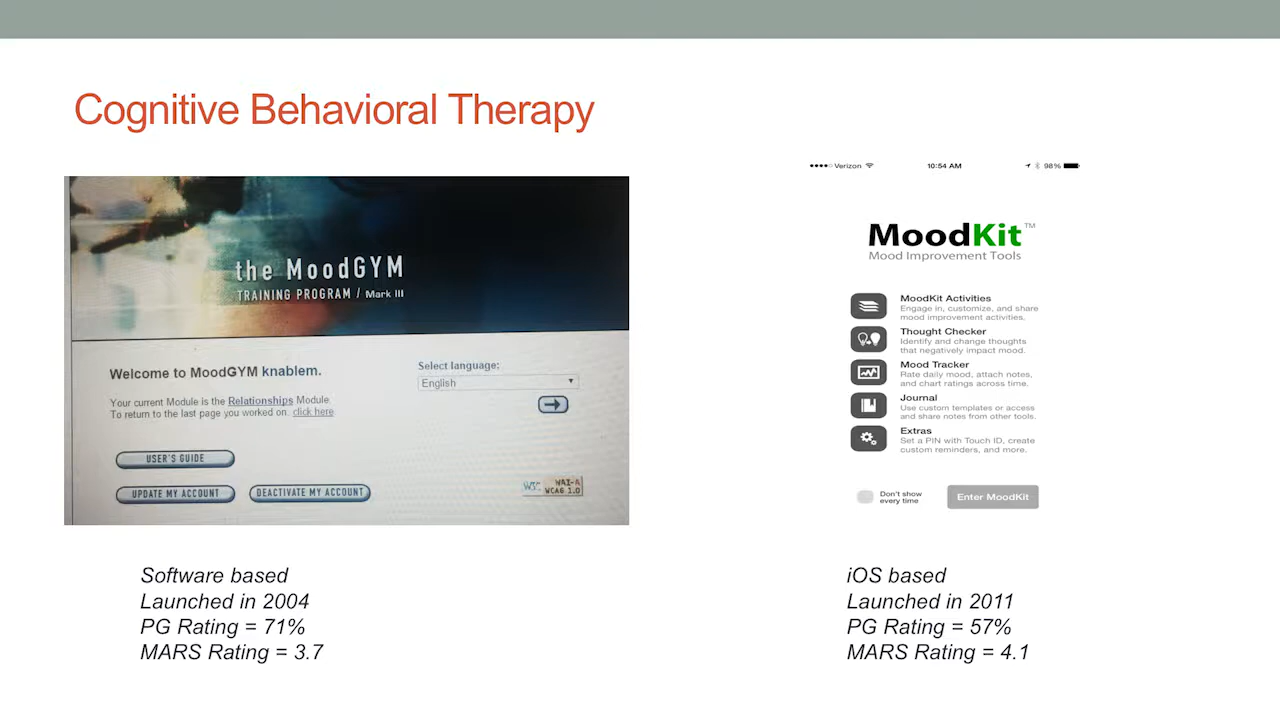 Cognitive Behavioral Therapy
the MoodGYM
TRAINING PROGRAM / Mark III
Welcome to MoodGYM knablem.
Your current Module is the Relationships Module.
To return to the last page you worked on, click here
Select language:
English
USER'S GUIDE
UPDATE MY ACCOUNT
DEACTIVATE MY ACCOUNT
WAI-A
WCAG 1.0
Software based
Launched in 2004
PG Rating = 71%
MARS Rating = 3.7
Verizon 10:54 AM 98%
MoodKit™
Mood Improvement Tools
MoodKit Activities
Engage in, customize, and share
mood improvement activities.
Thought Checker
Identify and change thoughts
that negatively impact mood.
Mood Tracker
Rate daily mood, attach notes,
and chart ratings across time.
Journal
Use custom templates or access
and share notes from other tools.
Extras
Set a PIN with Touch ID, create
custom reminders, and more.
Don't show
every time
Enter MoodKit
iOS based
Launched in 2011
PG Rating = 57%
MARS Rating = 4.1